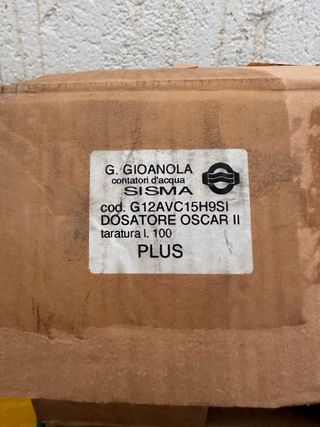 G. GIOANOLA
contatori d'acqua
SISMA
cod. G12AVC15H9SI
DOSATORE OSCAR II
taratura l. 100
PLUS